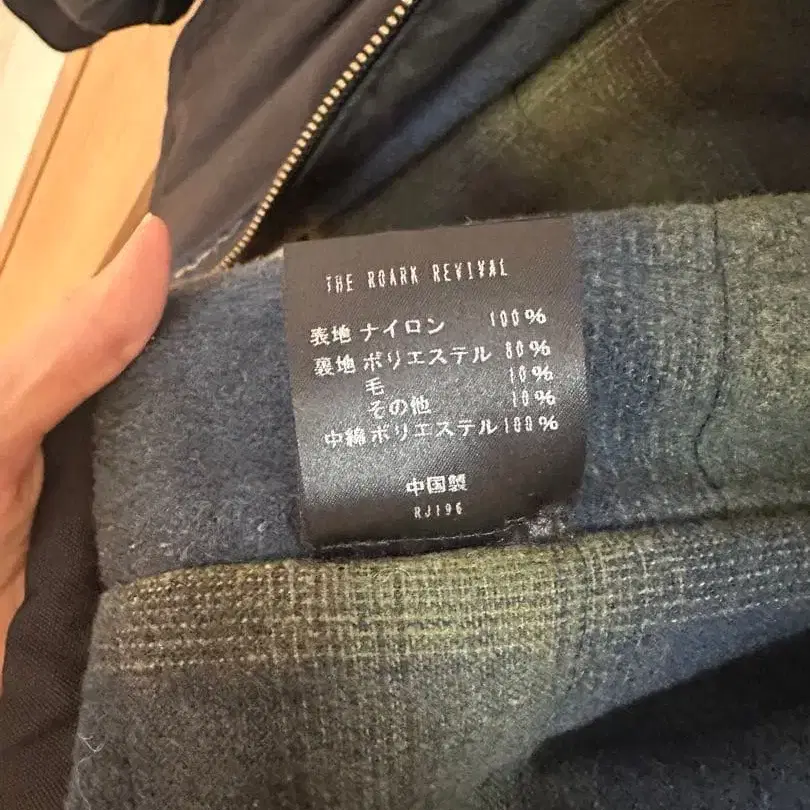 THE ROARK REVIVAL
表地 ナイロン 100%
裏地 ポリエステル 80%
毛 10%
その他 10%
中綿 ポリエステル 100%
中国製
RJ196